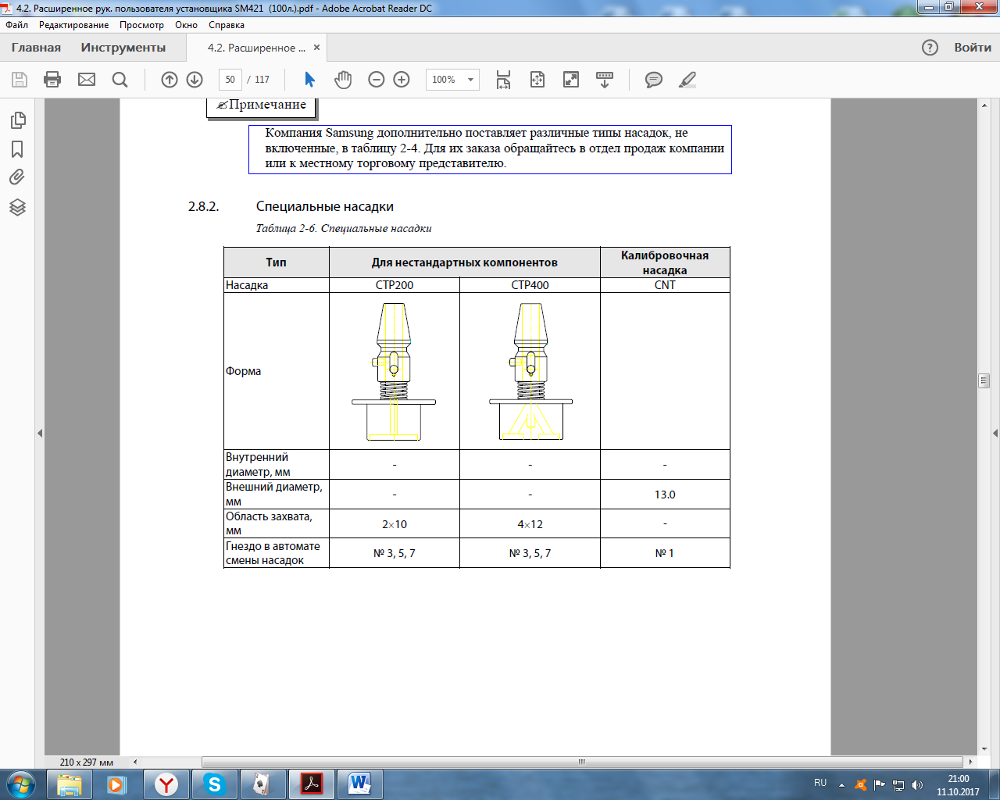 4.2. Расширенное рук. пользователя установщика SM421  (100л.).pdf - Adobe Acrobat Reader DC
Файл Редактирование Просмотр Окно Справка
Главная Инструменты 4.2. Расширенное ... × Войти
50 / 117 100%
Примечание
Компания Samsung дополнительно поставляет различные типы насадок, не
включенные, в таблицу 2-4. Для их заказа обращайтесь в отдел продаж компании
или к местному торговому представителю.
2.8.2. Специальные насадки
Таблица 2-6. Специальные насадки
Тип Для нестандартных компонентов Калибровочная
насадка
Насадка CTP200 CTP400 CNT
Форма
Внутренний
диаметр, мм - - -
Внешний диаметр,
мм - - 13.0
Область захвата,
мм 2×10 4×12 -
Гнездо в автомате
смены насадок № 3, 5, 7 № 3, 5, 7 № 1
210 x 297 мм
RU 21:00
11.10.2017